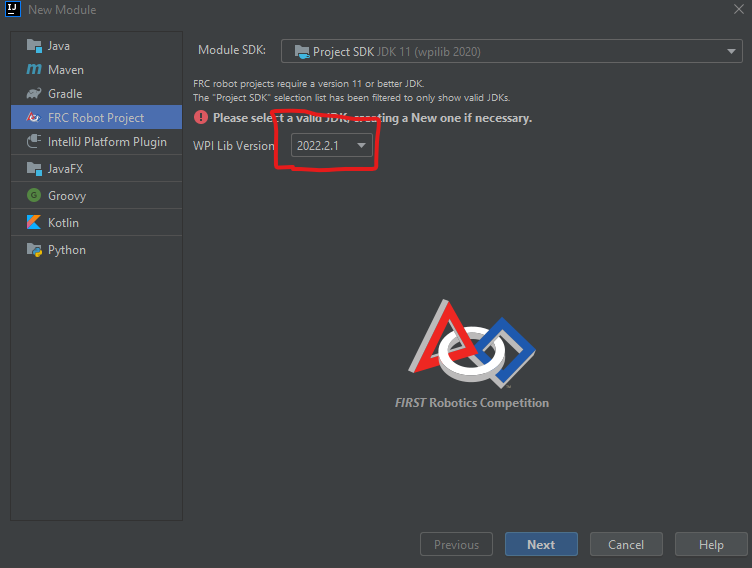 New Module
Java
Maven
Gradle
FRC Robot Project
IntelliJ Platform Plugin
JavaFX
Groovy
Kotlin
Python
Module SDK: Project SDK JDK 11 (wpilib 2020)
FRC robot projects require a version 11 or better JDK.
The "Project SDK" selection list has been filtered to only show valid JDKs.
Please select a valid JDK, creating a New one if necessary.
WPI Lib Version 2022.2.1
FIRST Robotics Competition
Previous Next Cancel Help